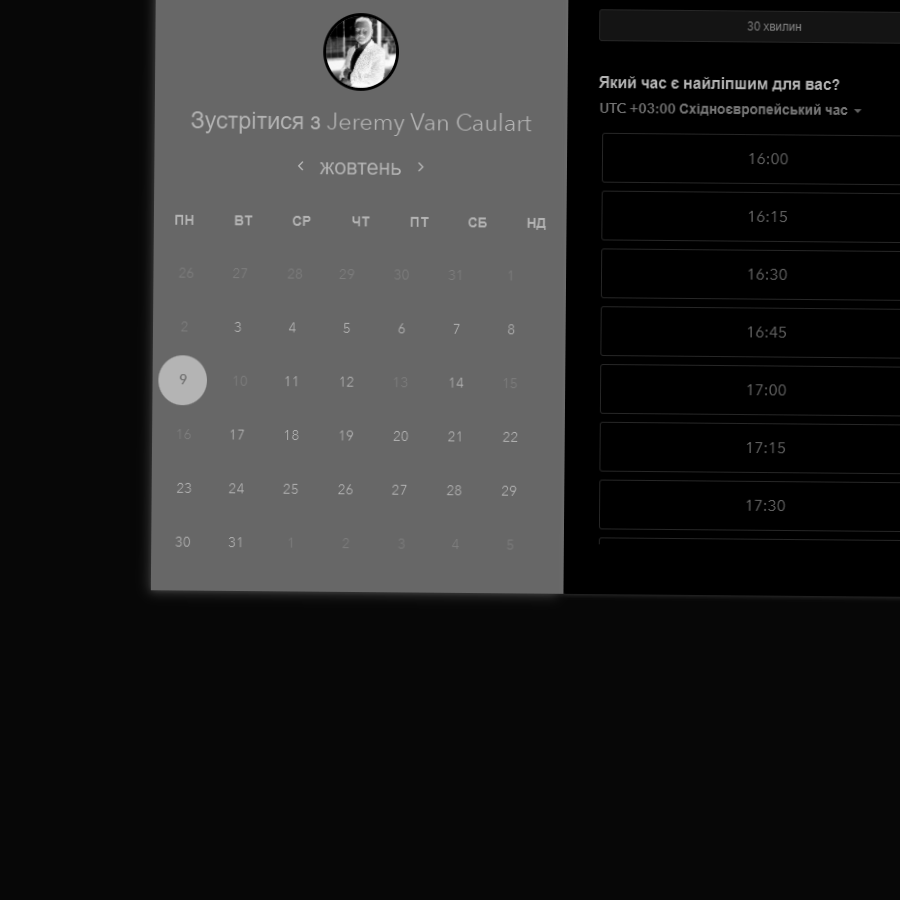 Зустрітися з Jeremy Van Caulart
жовтень
ПН ВТ СР ЧТ ПТ СБ НД
26 27 28 29 30 31 1
2 3 4 5 6 7 8
9 10 11 12 13 14 15
16 17 18 19 20 21 22
23 24 25 26 27 28 29
30 31 1 2 3 4 5
30 хвилин
Який час є найліпшим для вас?
UTC +03:00 Східноєвропейський час
16:00
16:15
16:30
16:45
17:00
17:15
17:30